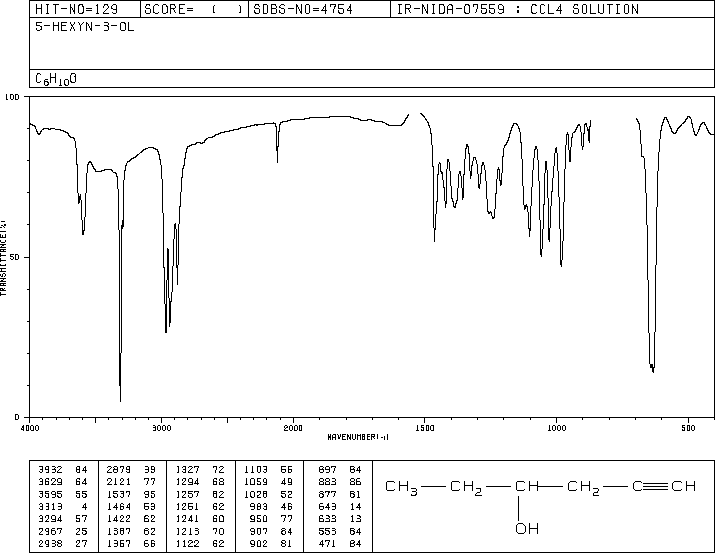 HIT-NO=129 SCORE= ( ) SDBS-NO=4754 IR-NIDA-07559 : CCL4 SOLUTION
5-HEXYN-3-OL
C6H10O
100
50
0
TRANSMITTANCE(%)
4000 3000 2000 1500 1000 500
WAVENUMBER(-1)
3932 84 2879 39 1327 72 1103 55 897 84
3629 64 2121 77 1294 68 1059 49 883 86
3595 55 1537 95 1257 62 1028 52 877 81
3313 4 1464 53 1251 62 983 46 643 14
3294 57 1422 62 1241 60 950 77 633 13
2967 25 1387 62 1213 70 907 84 553 84
2938 27 1367 66 1122 62 902 81 471 84
CH3 CH2 CH CH2 C CH
OH